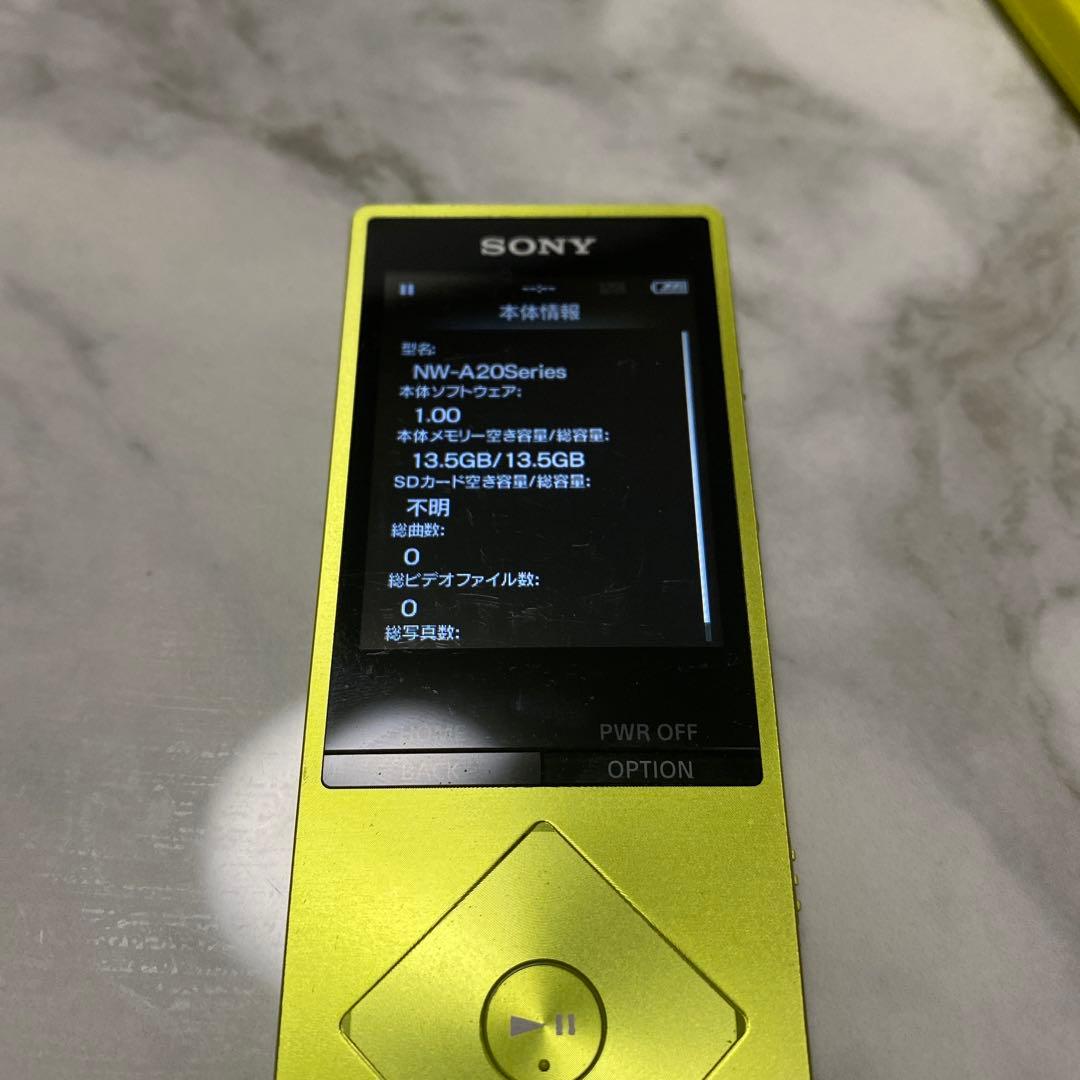 SONY
--:--
本体情報
型名:
NW-A20Series
本体ソフトウェア:
1.00
本体メモリー空き容量/総容量:
13.5GB/13.5GB
SDカード空き容量/総容量:
不明
総曲数:
0
総ビデオファイル数:
0
総写真数:
HOME PWR OFF
BACK OPTION